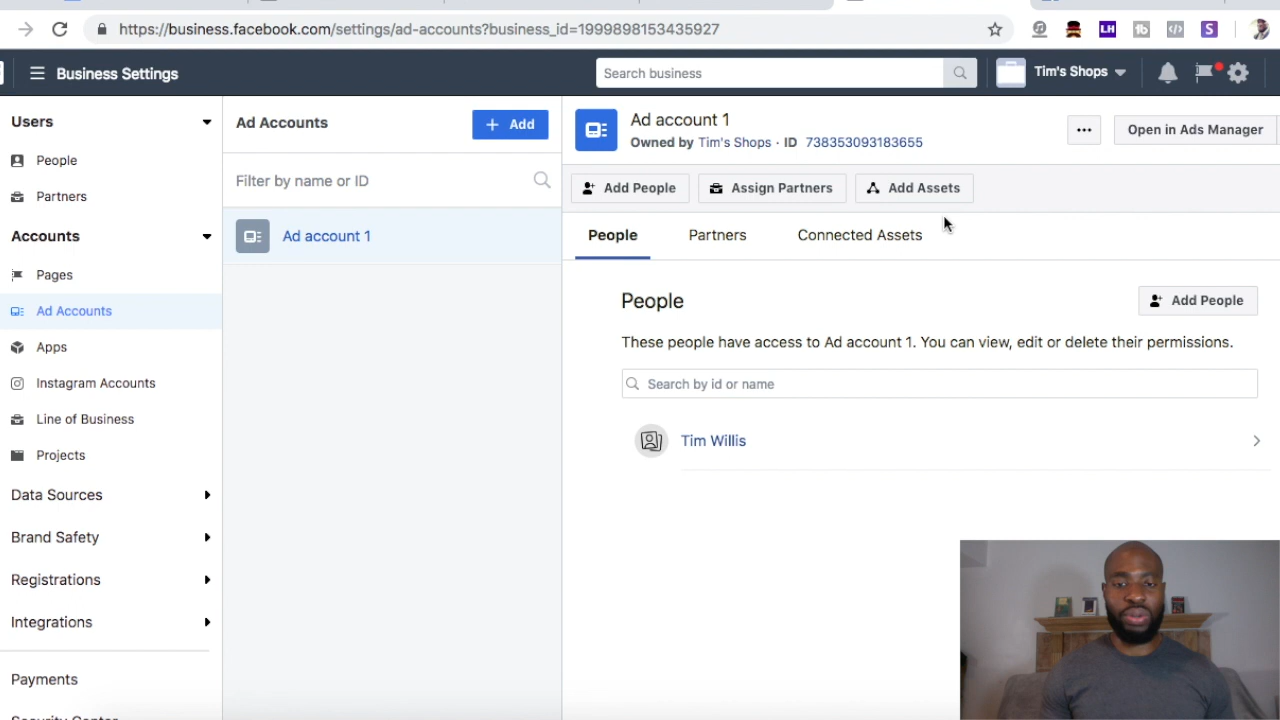 https://business.facebook.com/settings/ad-accounts?business_id=1999898153435927
LH
tb
S
Business Settings
Search business
Tim's Shops
Users
People
Partners
Accounts
Pages
Ad Accounts
Apps
Instagram Accounts
Line of Business
Projects
Data Sources
Brand Safety
Registrations
Integrations
Payments
Security Center
Ad Accounts
+ Add
Filter by name or ID
Ad account 1
Ad account 1
Owned by Tim's Shops · ID 738353093183655
Open in Ads Manager
Add People
Assign Partners
Add Assets
People
Partners
Connected Assets
People
Add People
These people have access to Ad account 1. You can view, edit or delete their permissions.
Search by id or name
Tim Willis